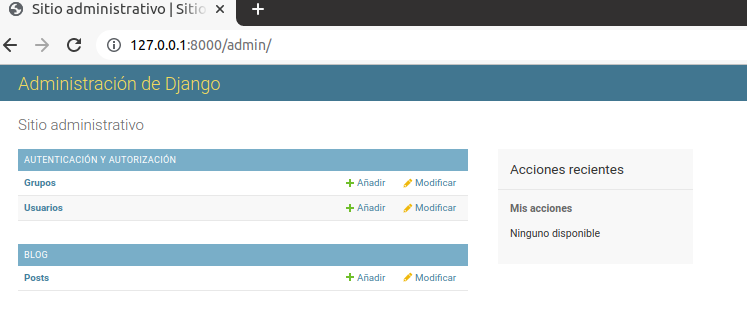 Sitio administrativo | Sitio
127.0.0.1:8000/admin/
Administración de Django
Sitio administrativo
AUTENTICACIÓN Y AUTORIZACIÓN
Grupos Añadir Modificar
Usuarios Añadir Modificar
BLOG
Posts Añadir Modificar
Acciones recientes
Mis acciones
Ninguno disponible